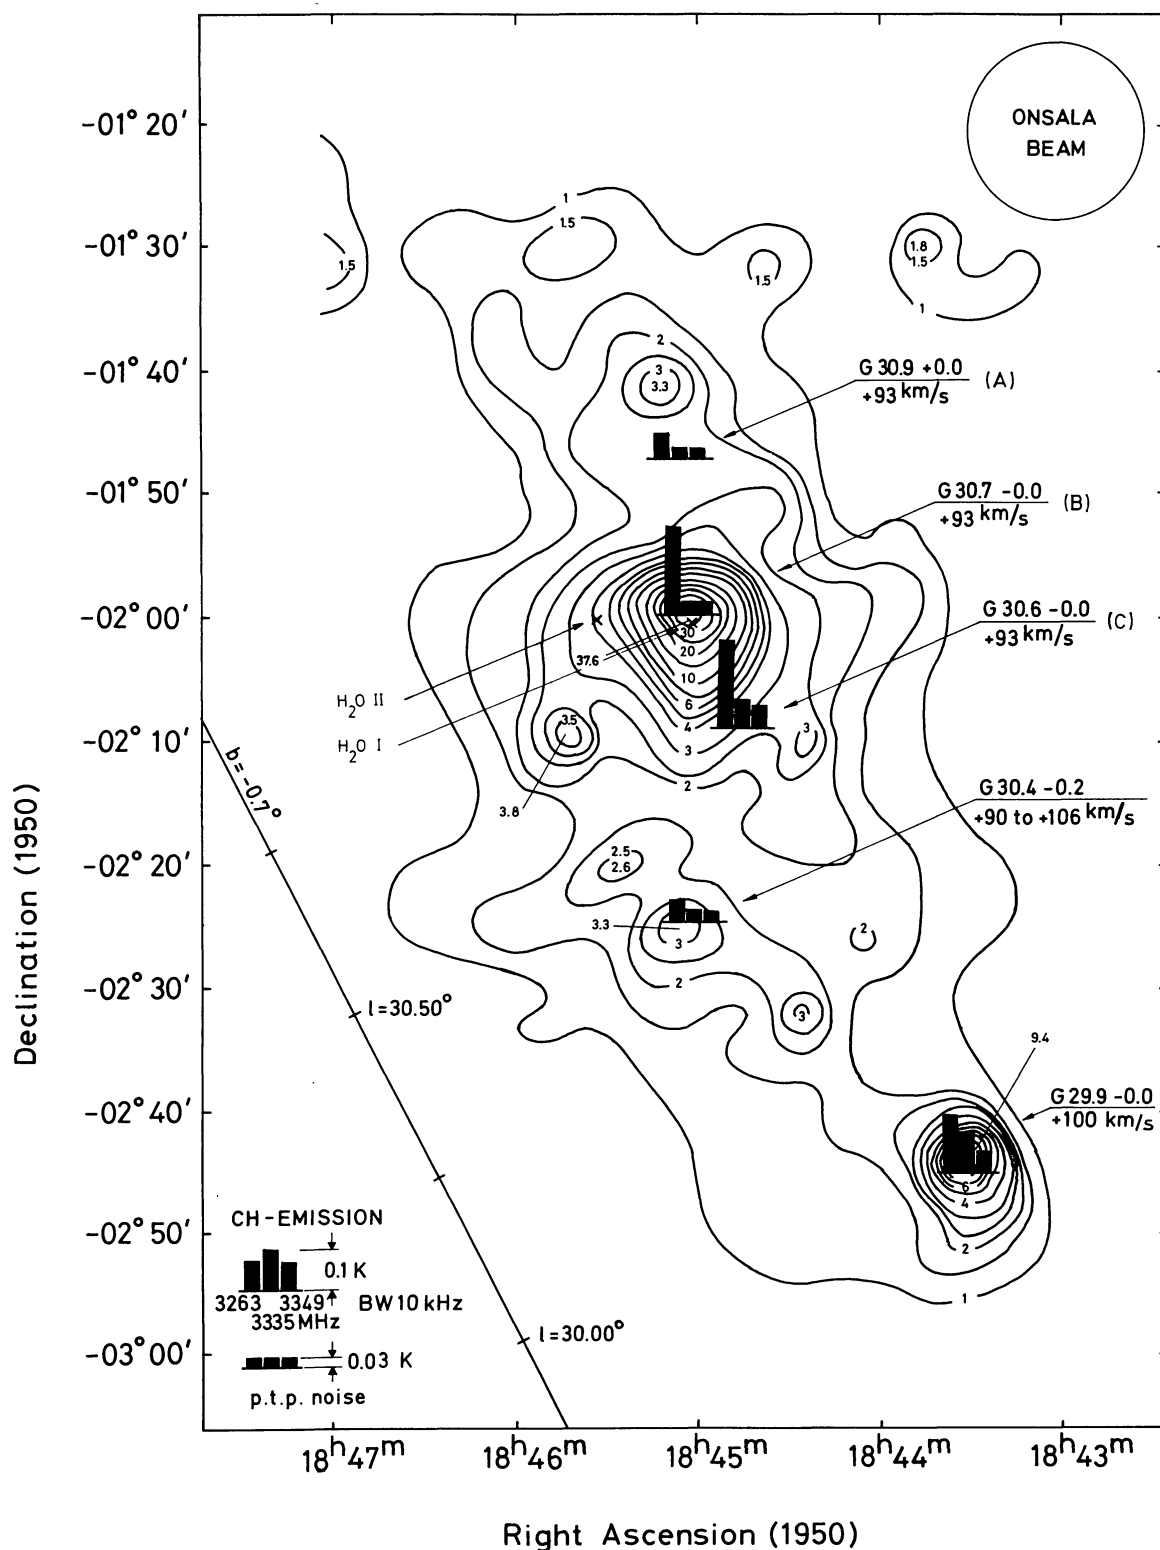 ONSALA
BEAM
-01° 20'
1
1.5
1.8
1.5
-01° 30'
1.5
1.5
1
2
G 30.9 +0.0 (A)
+93 km/s
-01° 40'
3
3.3
G 30.7 -0.0 (B)
+93 km/s
-01° 50'
G 30.6 -0.0 (C)
+93 km/s
-02° 00'
30
37.6
20
10
H2O II
6
3.5
4
3
H2O I
3
-02° 10'
b = -0.7°
2
G 30.4 -0.2
+90 to +106 km/s
3.8
2.5
2.6
-02° 20'
3.3
3
2
2
-02° 30'
l = 30.50°
3
9.4
G 29.9 -0.0
+100 km/s
-02° 40'
6
4
CH-EMISSION
-02° 50'
2
0.1 K
1
3263 3349 BW 10 kHz
3335 MHz
l = 30.00°
-03° 00'
0.03 K
p.t.p. noise
18h47m 18h46m 18h45m 18h44m 18h43m
Right Ascension (1950)
Declination (1950)